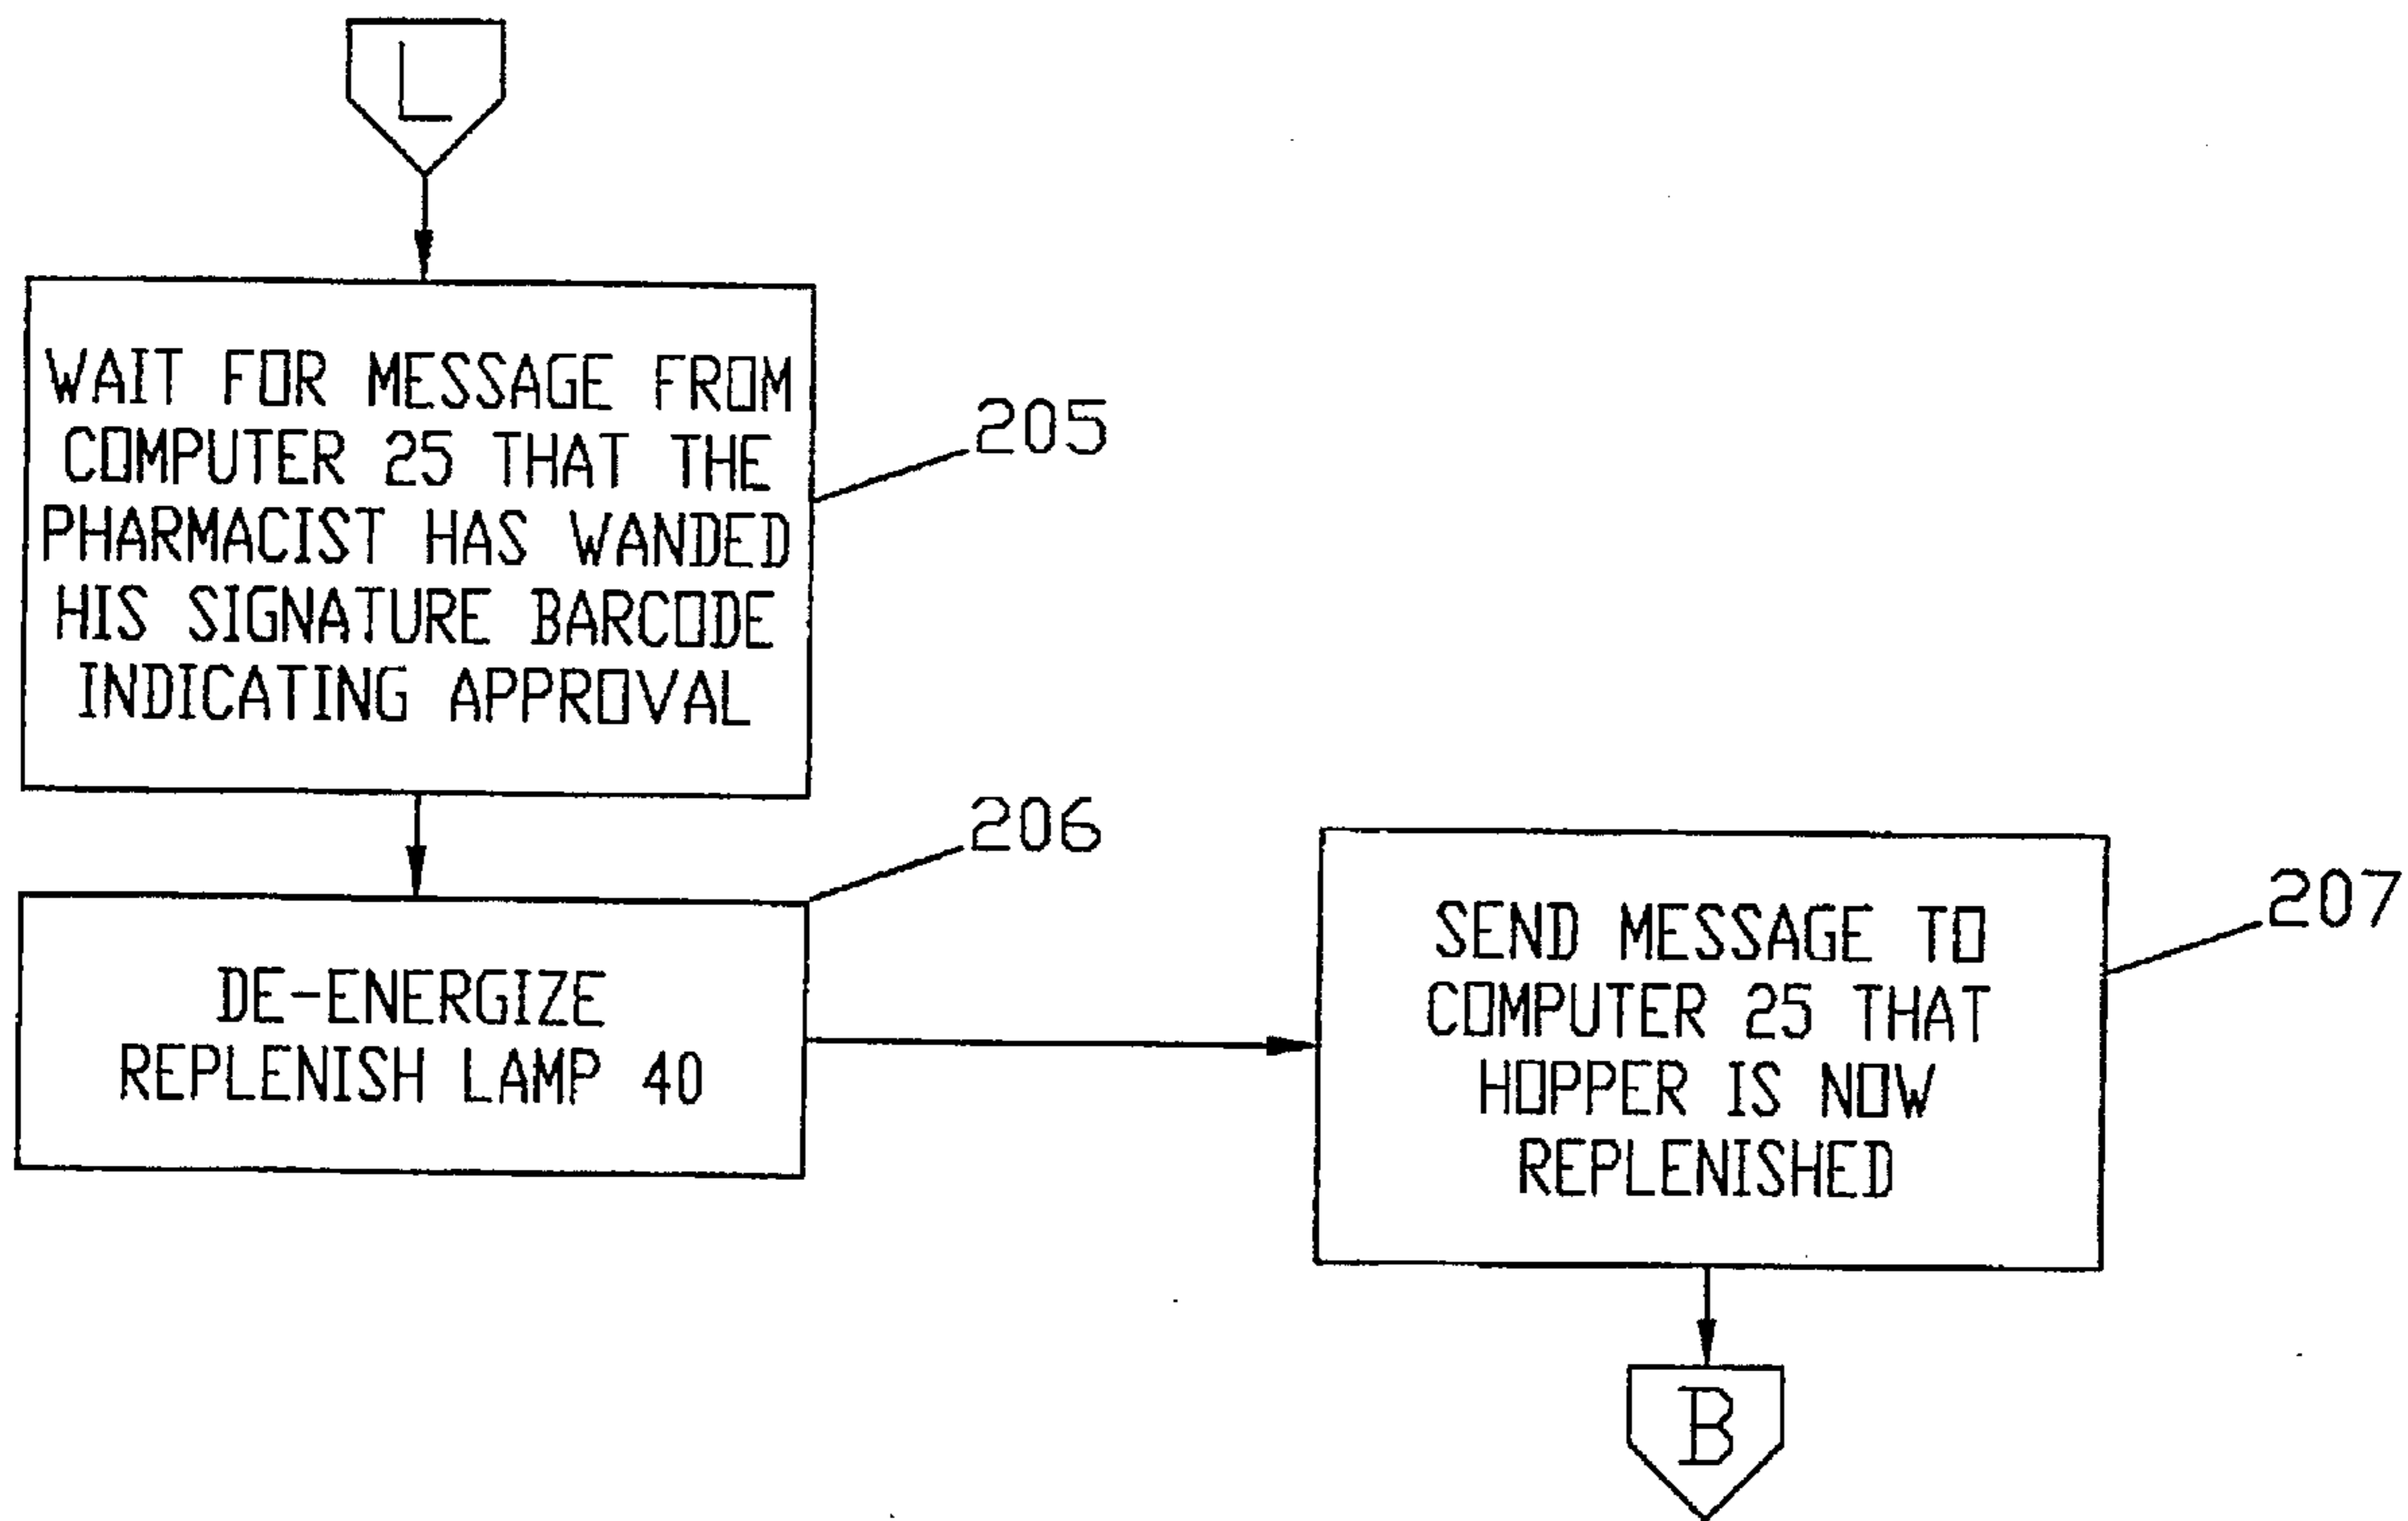 L
WAIT FOR MESSAGE FROM
COMPUTER 25 THAT THE
PHARMACIST HAS WANDED
HIS SIGNATURE BARCODE
INDICATING APPROVAL
205
206
DE-ENERGIZE
REPLENISH LAMP 40
SEND MESSAGE TO
COMPUTER 25 THAT
HOPPER IS NOW
REPLENISHED
207
B